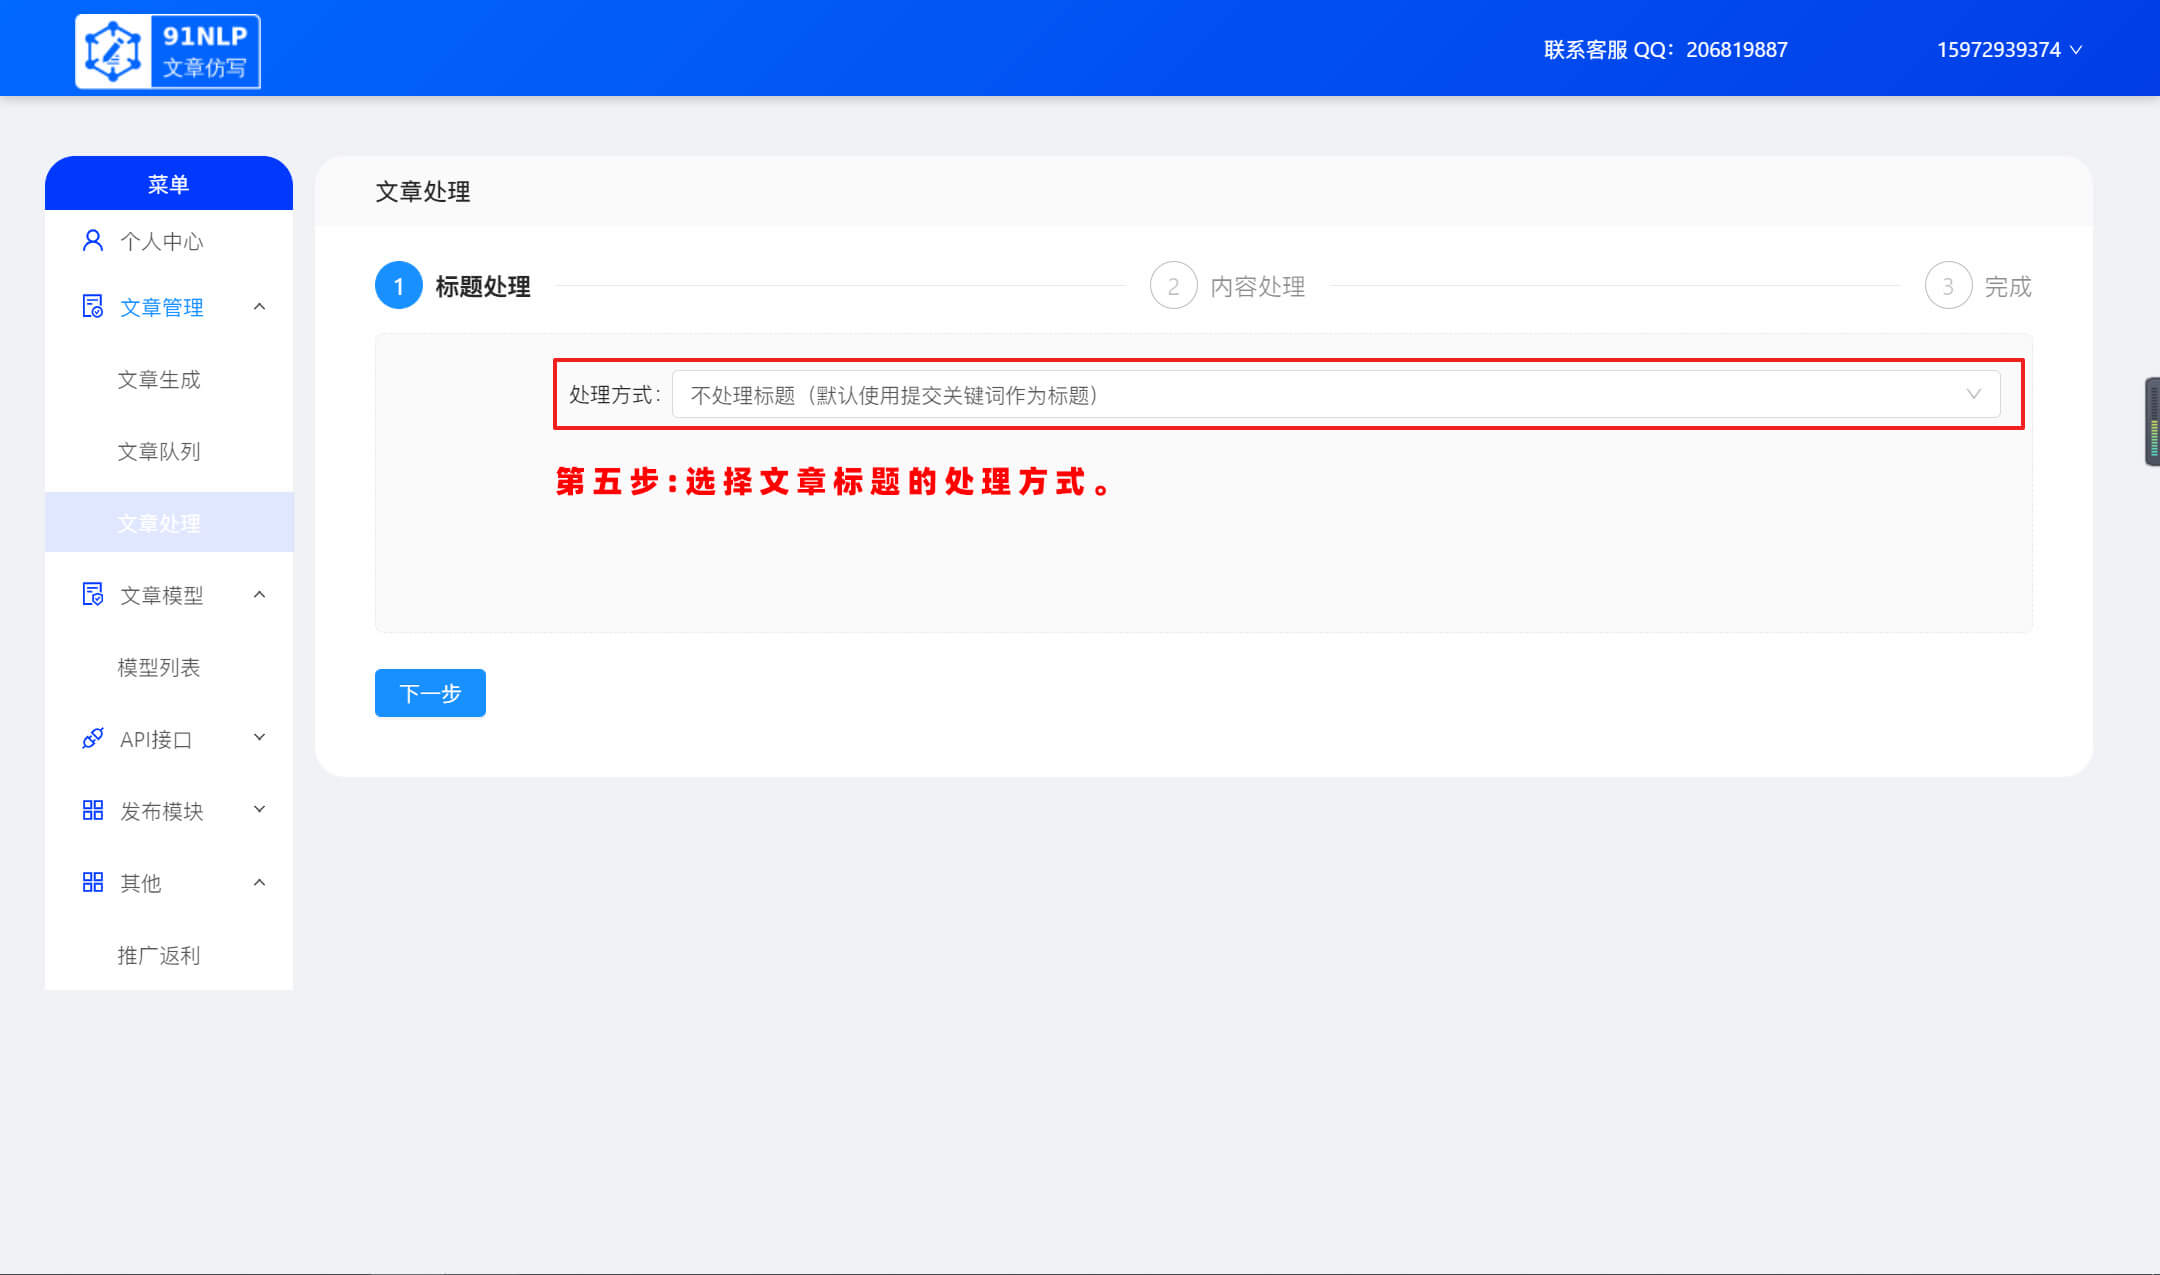 91NLP
文章仿写
联系客服 QQ：206819887
15972939374
菜单
个人中心
文章管理
文章生成
文章队列
文章处理
文章模型
模型列表
API接口
发布模块
其他
推广返利
文章处理
1 标题处理
2 内容处理
3 完成
处理方式： 不处理标题（默认使用提交关键词作为标题）
第五步：选择文章标题的处理方式。
下一步